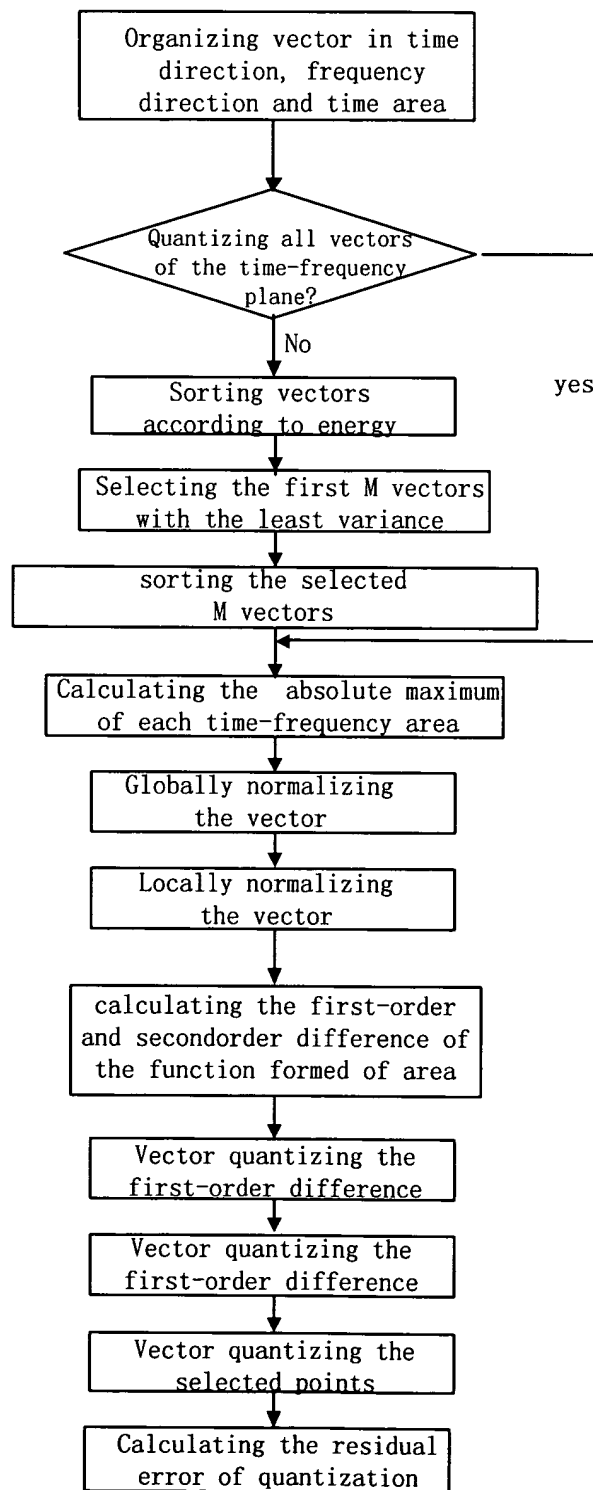 Organizing vector in time
direction, frequency
direction and time area
Quantizing all vectors
of the time-frequency
plane?
No
yes
Sorting vectors
according to energy
Selecting the first M vectors
with the least variance
sorting the selected
M vectors
Calculating the absolute maximum
of each time-frequency area
Globally normalizing
the vector
Locally normalizing
the vector
calculating the first-order
and secondorder difference of
the function formed of area
Vector quantizing the
first-order difference
Vector quantizing the
first-order difference
Vector quantizing the
selected points
Calculating the residual
error of quantization